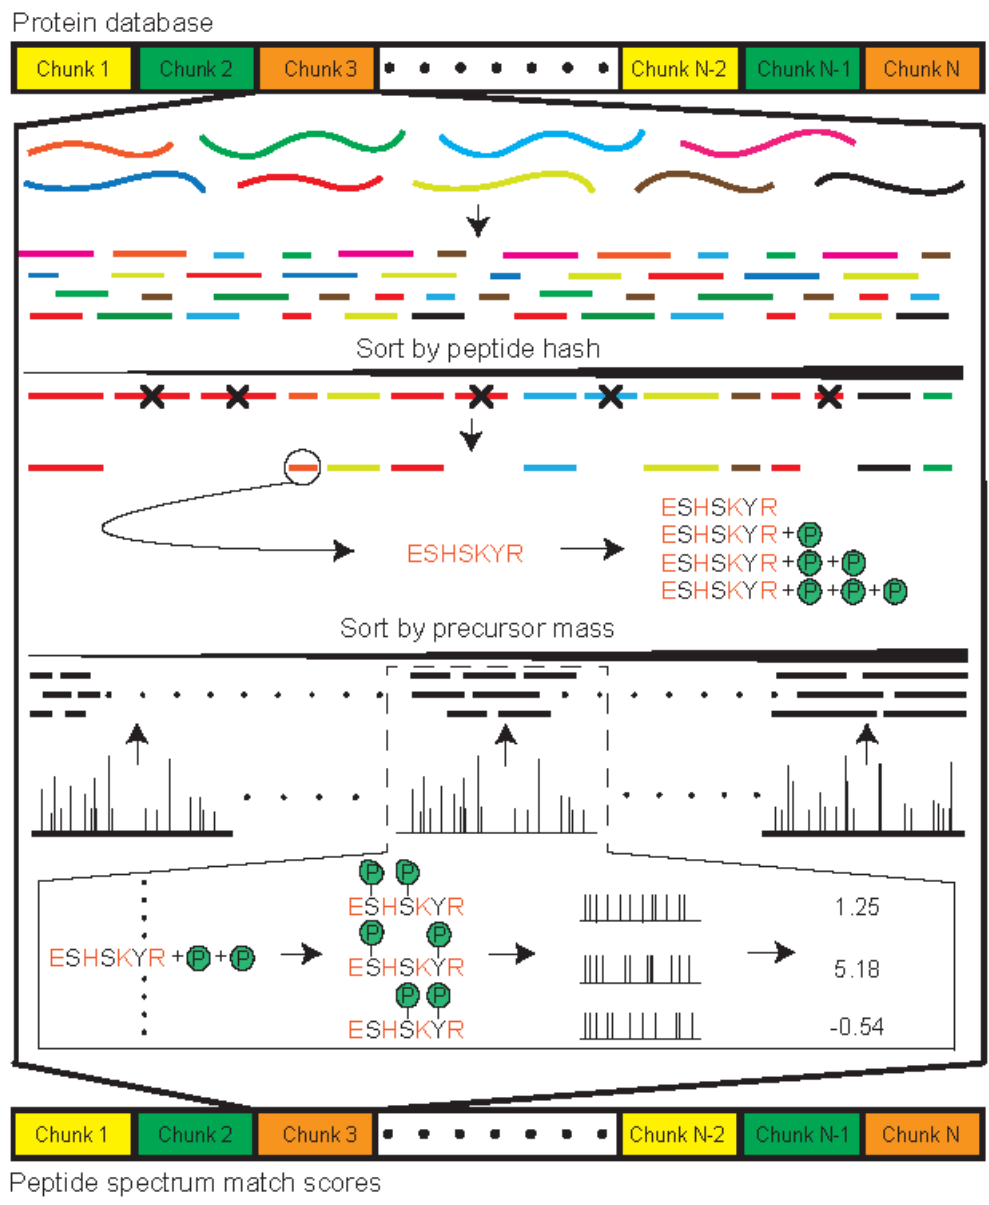 Protein database
Chunk 1 Chunk 2 Chunk 3 Chunk N-2 Chunk N-1 Chunk N
Sort by peptide hash
ESHSKYR
ESHSKYR
ESHSKYR + P
ESHSKYR + P + P
ESHSKYR + P + P + P
Sort by precursor mass
P P
ESHSKYR
1.25
P P
ESHSKYR + P + P
ESHSKYR
5.18
P P
ESHSKYR
-0.54
Chunk 1 Chunk 2 Chunk 3 Chunk N-2 Chunk N-1 Chunk N
Peptide spectrum match scores